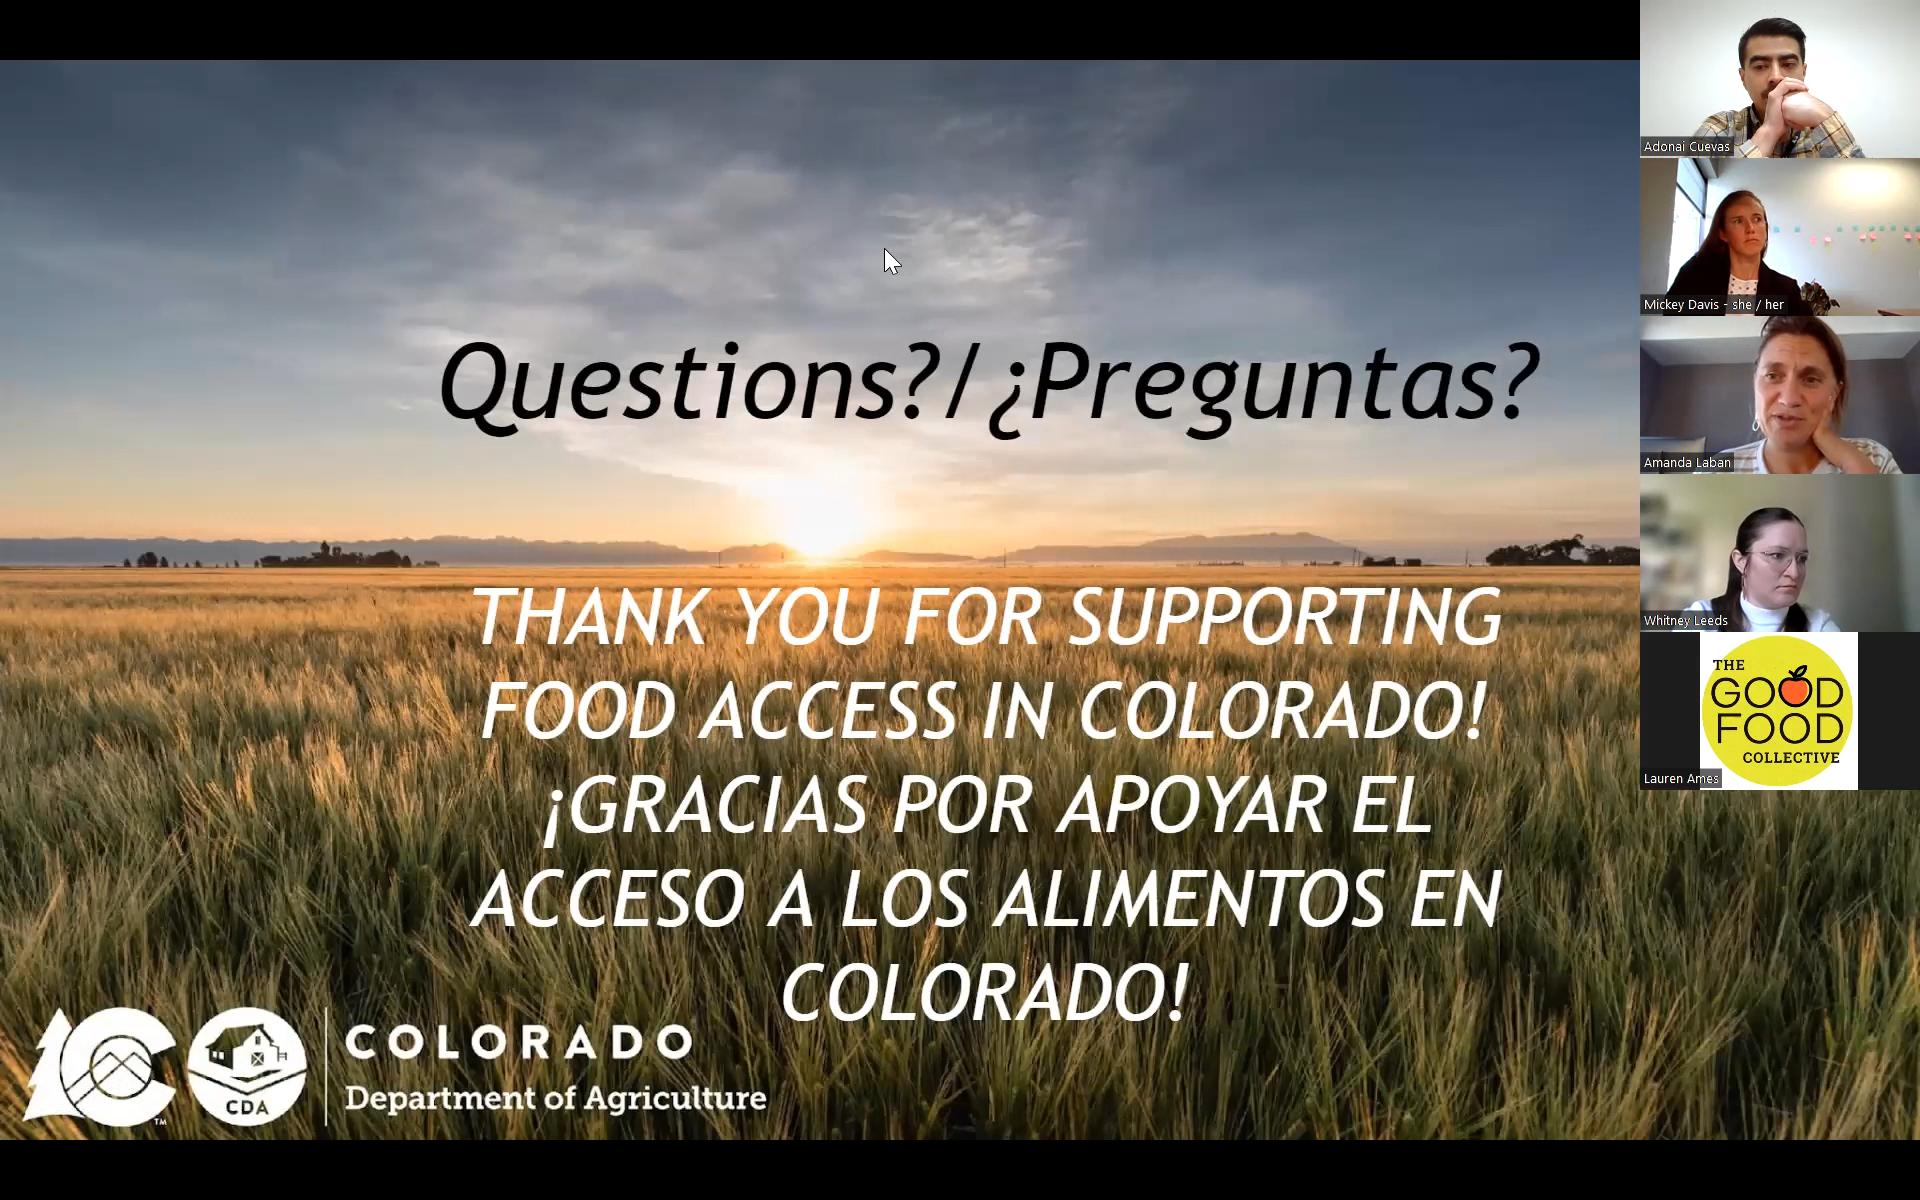 Questions?/¿Preguntas?
THANK YOU FOR SUPPORTING
FOOD ACCESS IN COLORADO!
¡GRACIAS POR APOYAR EL
ACCESO A LOS ALIMENTOS EN
COLORADO!
CDA
TM
COLORADO
Department of Agriculture
Adonai Cuevas
Mickey Davis - she / her
Amanda Laban
Whitney Leeds
THE
GOOD
FOOD
COLLECTIVE
Lauren Ames